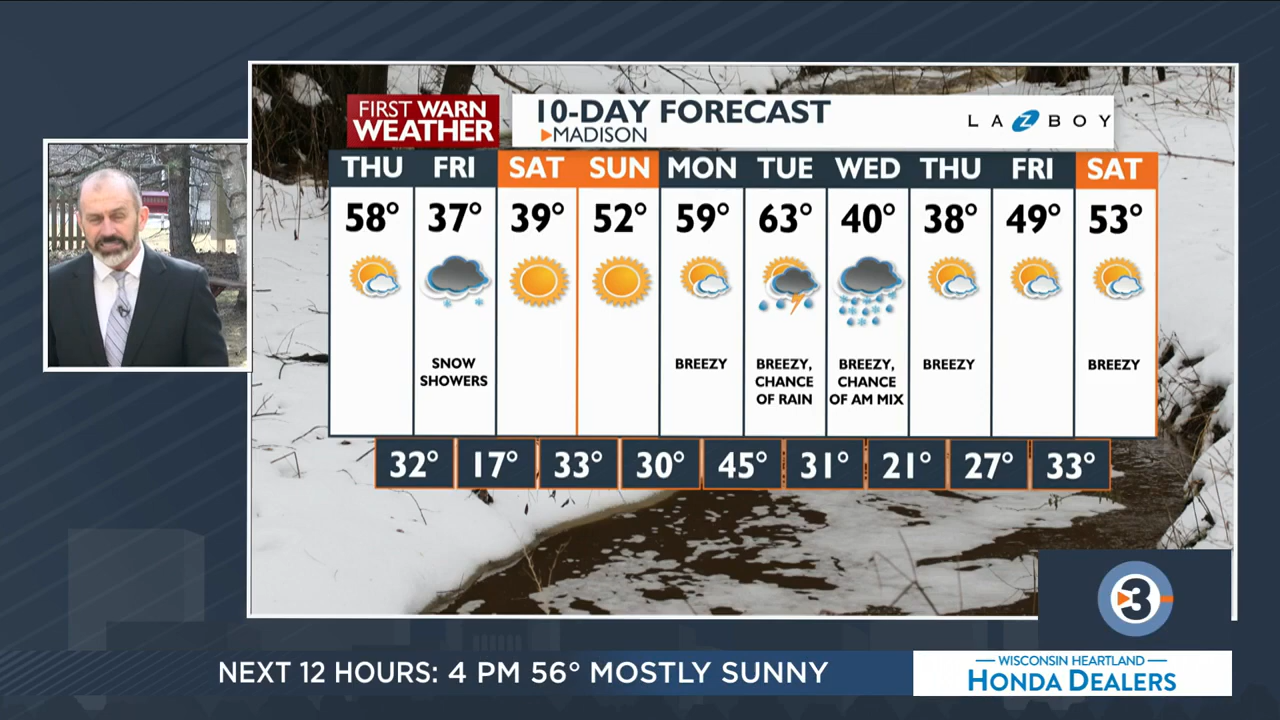 FIRST WARN
WEATHER
10-DAY FORECAST
MADISON
LAZBOY
THU FRI SAT SUN MON TUE WED THU FRI SAT
58° 37° 39° 52° 59° 63° 40° 38° 49° 53°
SNOW
SHOWERS
BREEZY
BREEZY,
CHANCE
OF RAIN
BREEZY,
CHANCE
OF AM MIX
BREEZY
BREEZY
32° 17° 33° 30° 45° 31° 21° 27° 33°
3
NEXT 12 HOURS: 4 PM 56° MOSTLY SUNNY
WISCONSIN HEARTLAND
HONDA DEALERS